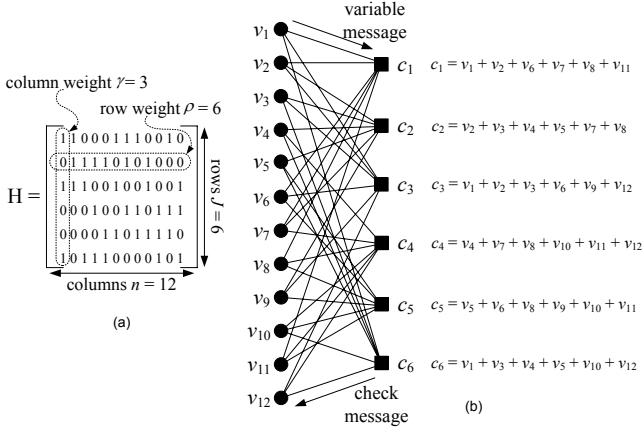 column weight γ = 3
row weight ρ = 6
1 1 0 0 0 1 1 1 0 0 1 0
0 1 1 1 1 0 1 0 1 0 0 0
1 1 1 0 0 1 0 0 1 0 0 1
0 0 0 1 0 0 1 1 0 1 1 1
0 0 0 0 1 1 0 1 1 1 1 0
1 0 1 1 1 0 0 0 0 1 0 1
H =
rows J = 6
columns n = 12
(a)
variable
message
v1
v2
v3
v4
v5
v6
v7
v8
v9
v10
v11
v12
c1 c1 = v1 + v2 + v6 + v7 + v8 + v11
c2 c2 = v2 + v3 + v4 + v5 + v7 + v8
c3 c3 = v1 + v2 + v3 + v6 + v9 + v12
c4 c4 = v4 + v7 + v8 + v10 + v11 + v12
c5 c5 = v5 + v6 + v8 + v9 + v10 + v11
c6 c6 = v1 + v3 + v4 + v5 + v10 + v12
check
message
(b)